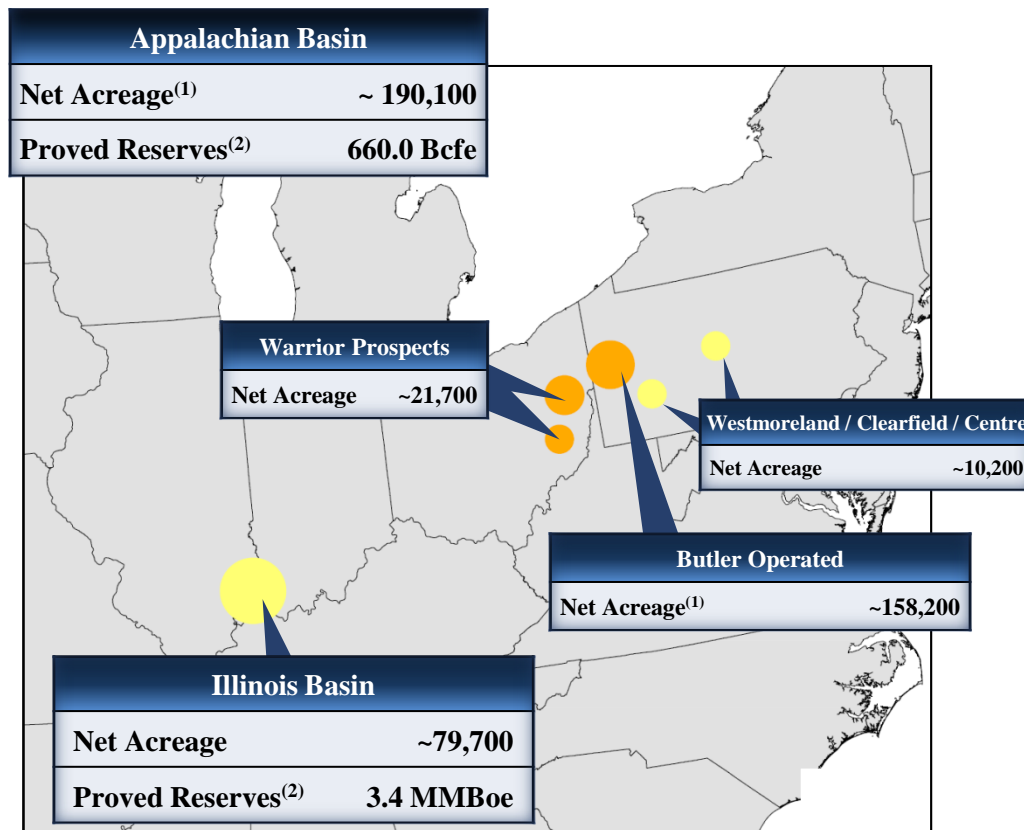 Appalachian Basin
Net Acreage(1) ~ 190,100
Proved Reserves(2) 660.0 Bcfe
Warrior Prospects
Net Acreage ~21,700
Westmoreland / Clearfield / Centre
Net Acreage ~10,200
Butler Operated
Net Acreage(1) ~158,200
Illinois Basin
Net Acreage ~79,700
Proved Reserves(2) 3.4 MMBoe